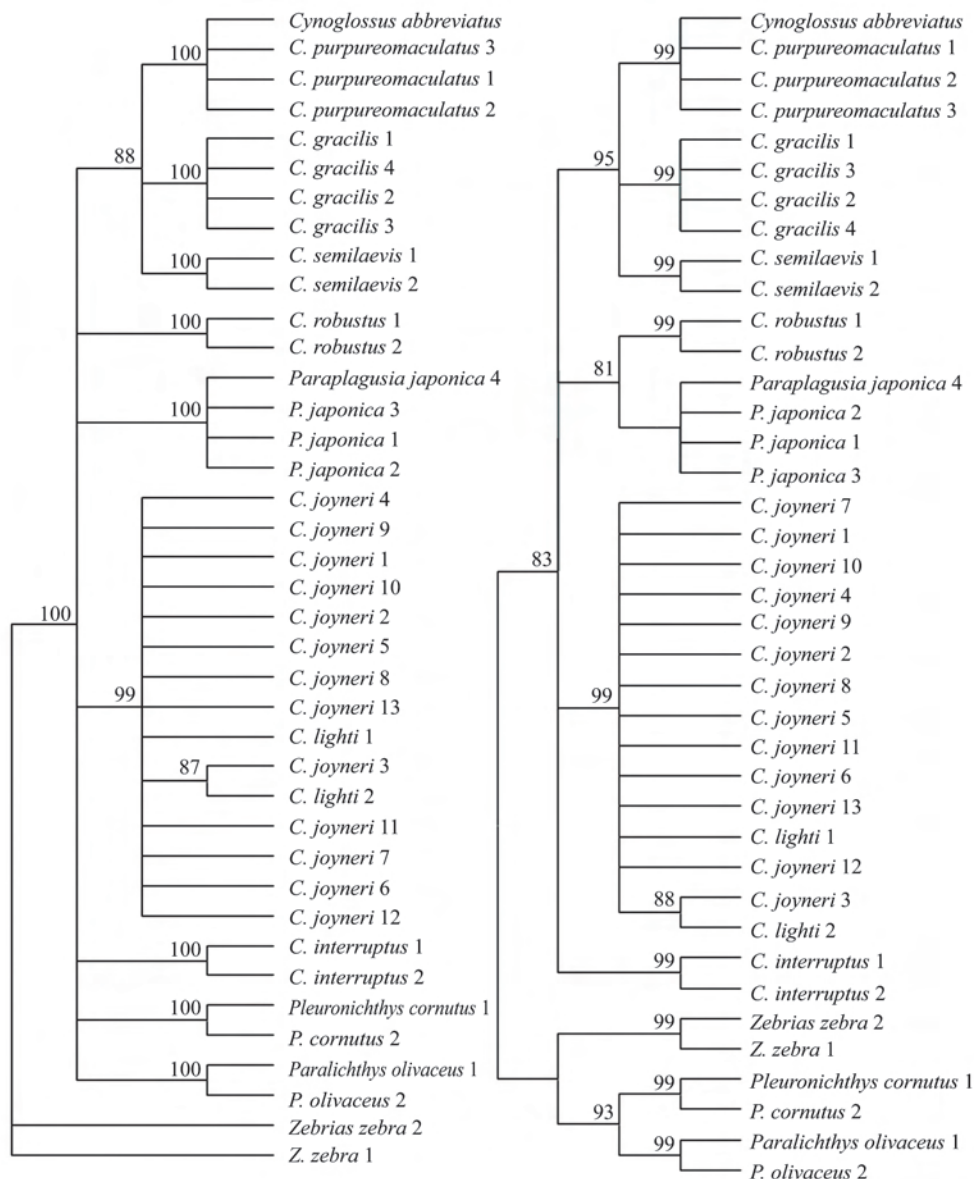 Cynoglossus abbreviatus
100
C. purpureomaculatus 3
C. purpureomaculatus 1
C. purpureomaculatus 2
C. gracilis 1
88
C. gracilis 4
100
C. gracilis 2
C. gracilis 3
C. semilaevis 1
100
C. semilaevis 2
C. robustus 1
100
C. robustus 2
Paraplagusia japonica 4
P. japonica 3
100
P. japonica 1
P. japonica 2
C. joyneri 4
C. joyneri 9
C. joyneri 1
C. joyneri 10
C. joyneri 2
100
C. joyneri 5
C. joyneri 8
99
C. joyneri 13
C. lighti 1
87
C. joyneri 3
C. lighti 2
C. joyneri 11
C. joyneri 7
C. joyneri 6
C. joyneri 12
C. interruptus 1
100
C. interruptus 2
Pleuronichthys cornutus 1
100
P. cornutus 2
Paralichthys olivaceus 1
100
P. olivaceus 2
Zebrias zebra 2
Z. zebra 1
Cynoglossus abbreviatus
99
C. purpureomaculatus 1
C. purpureomaculatus 2
C. purpureomaculatus 3
C. gracilis 1
95
C. gracilis 3
99
C. gracilis 2
C. gracilis 4
C. semilaevis 1
99
C. semilaevis 2
C. robustus 1
99
C. robustus 2
81
Paraplagusia japonica 4
P. japonica 2
P. japonica 1
P. japonica 3
C. joyneri 7
C. joyneri 1
83
C. joyneri 10
C. joyneri 4
C. joyneri 9
C. joyneri 2
C. joyneri 8
99
C. joyneri 5
C. joyneri 11
C. joyneri 6
C. joyneri 13
C. lighti 1
C. joyneri 12
88
C. joyneri 3
C. lighti 2
C. interruptus 1
99
C. interruptus 2
Zebrias zebra 2
99
Z. zebra 1
Pleuronichthys cornutus 1
99
P. cornutus 2
93
Paralichthys olivaceus 1
99
P. olivaceus 2